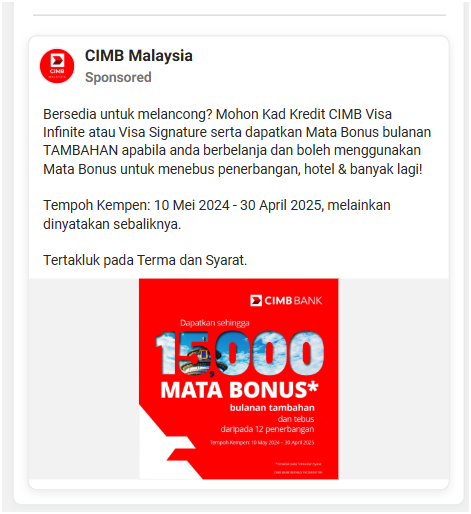 CIMB Malaysia
Sponsored
Bersedia untuk melancong? Mohon Kad Kredit CIMB Visa
Infinite atau Visa Signature serta dapatkan Mata Bonus bulanan
TAMBAHAN apabila anda berbelanja dan boleh menggunakan
Mata Bonus untuk menebus penerbangan, hotel & banyak lagi!
Tempoh Kempen: 10 Mei 2024 - 30 April 2025, melainkan
dinyatakan sebaliknya.
Tertakluk pada Terma dan Syarat.
CIMB BANK
Dapatkan sehingga
15,000
MATA BONUS*
bulanan tambahan
dan tebus
daripada 12 penerbangan
Tempoh Kempen: 10 May 2024 – 30 April 2025